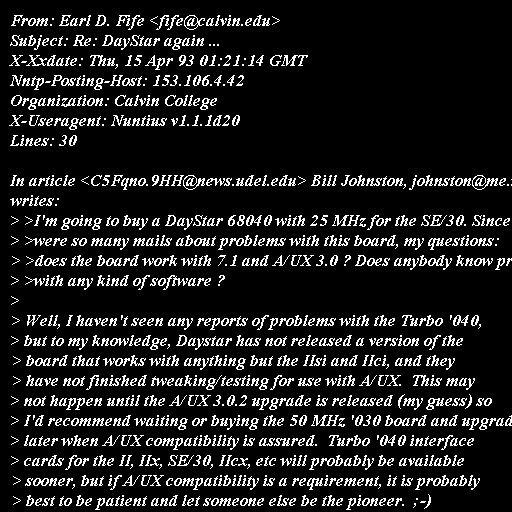 From: Earl D. Fife <fife@calvin.edu>
Subject: Re: DayStar again ...
X-Xxdate: Thu, 15 Apr 93 01:21:14 GMT
Nntp-Posting-Host: 153.106.4.42
Organization: Calvin College
X-Useragent: Nuntius v1.1.1d20
Lines: 30

In article <C5Fqno.9HH@news.udel.edu> Bill Johnston, johnston@me.
writes:
> >I'm going to buy a DayStar 68040 with 25 MHz for the SE/30. Since
> >were so many mails about problems with this board, my questions:
> >does the board work with 7.1 and A/UX 3.0 ? Does anybody know pr
> >with any kind of software ?
>
> Well, I haven't seen any reports of problems with the Turbo '040,
> but to my knowledge, Daystar has not released a version of the
> board that works with anything but the IIsi and IIci, and they
> have not finished tweaking/testing for use with A/UX.  This may
> not happen until the A/UX 3.0.2 upgrade is released (my guess) so
> I'd recommend waiting or buying the 50 MHz '030 board and upgrad
> later when A/UX compatibility is assured.  Turbo '040 interface
> cards for the II, IIx, SE/30, IIcx, etc will probably be available
> sooner, but if A/UX compatibility is a requirement, it is probably
> best to be patient and let someone else be the pioneer.  ;-)